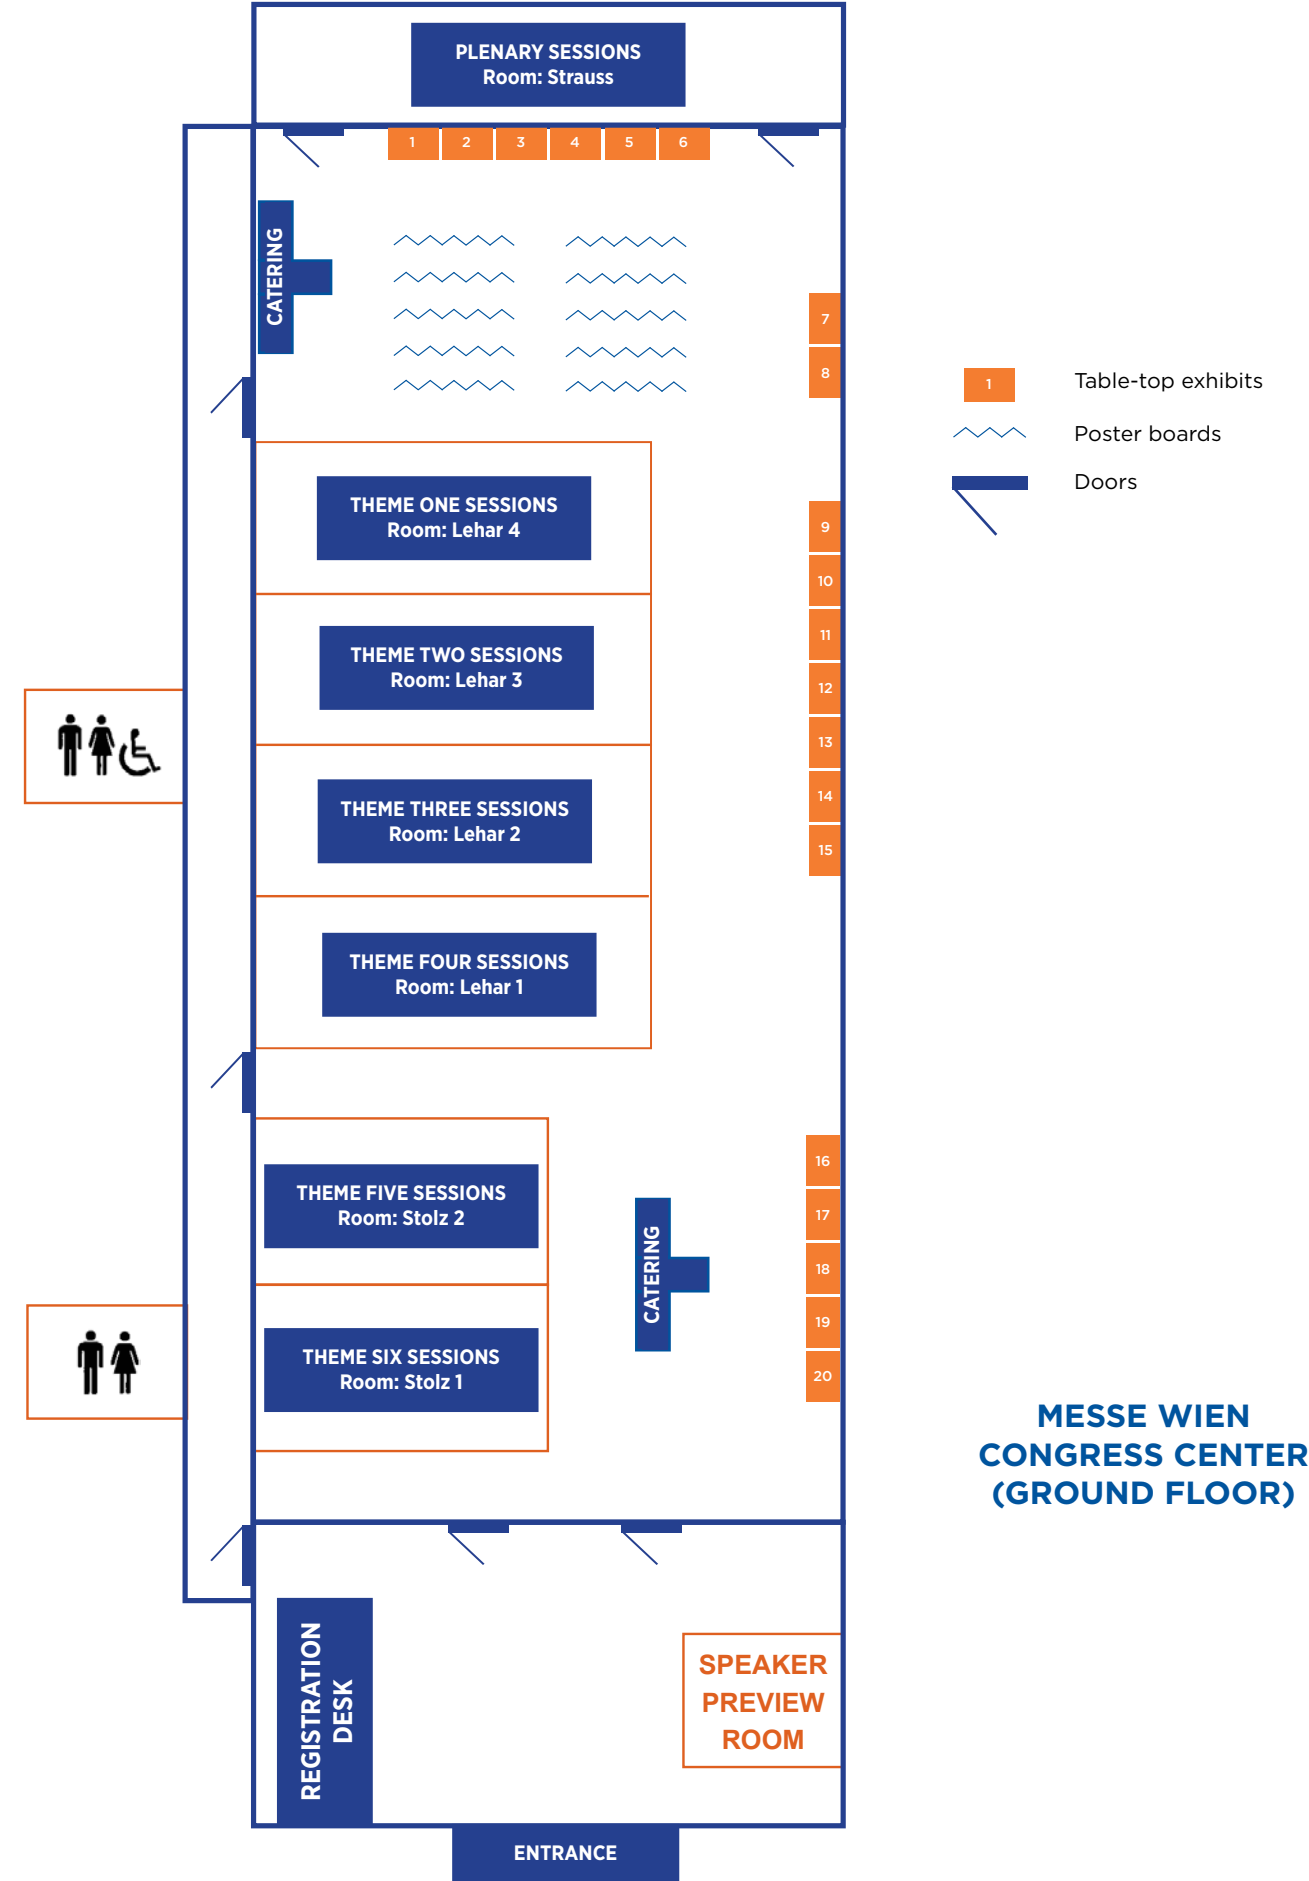 PLENARY SESSIONS
Room: Strauss
1
2
3
4
5
6
CATERING
7
8
1
Table-top exhibits
Poster boards
Doors
THEME ONE SESSIONS
Room: Lehar 4
9
10
11
12
13
14
15
THEME TWO SESSIONS
Room: Lehar 3
THEME THREE SESSIONS
Room: Lehar 2
THEME FOUR SESSIONS
Room: Lehar 1
THEME FIVE SESSIONS
Room: Stolz 2
CATERING
16
17
18
19
20
THEME SIX SESSIONS
Room: Stolz 1
MESSE WIEN
CONGRESS CENTER
(GROUND FLOOR)
REGISTRATION
DESK
SPEAKER
PREVIEW
ROOM
ENTRANCE